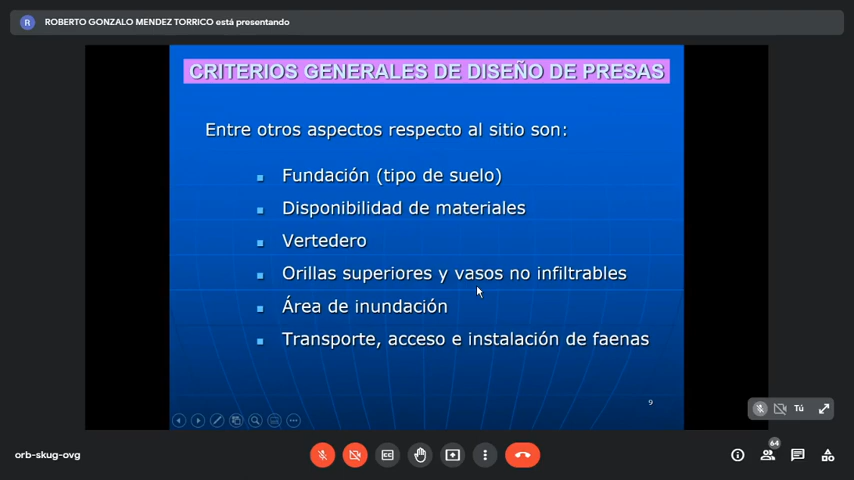 R ROBERTO GONZALO MENDEZ TORRICO está presentando
CRITERIOS GENERALES DE DISEÑO DE PRESAS
Entre otros aspectos respecto al sitio son:
Fundación (tipo de suelo)
Disponibilidad de materiales
Vertedero
Orillas superiores y vasos no infiltrables
Área de inundación
Transporte, acceso e instalación de faenas
9
Tú
orb-skug-ovg
CC
64